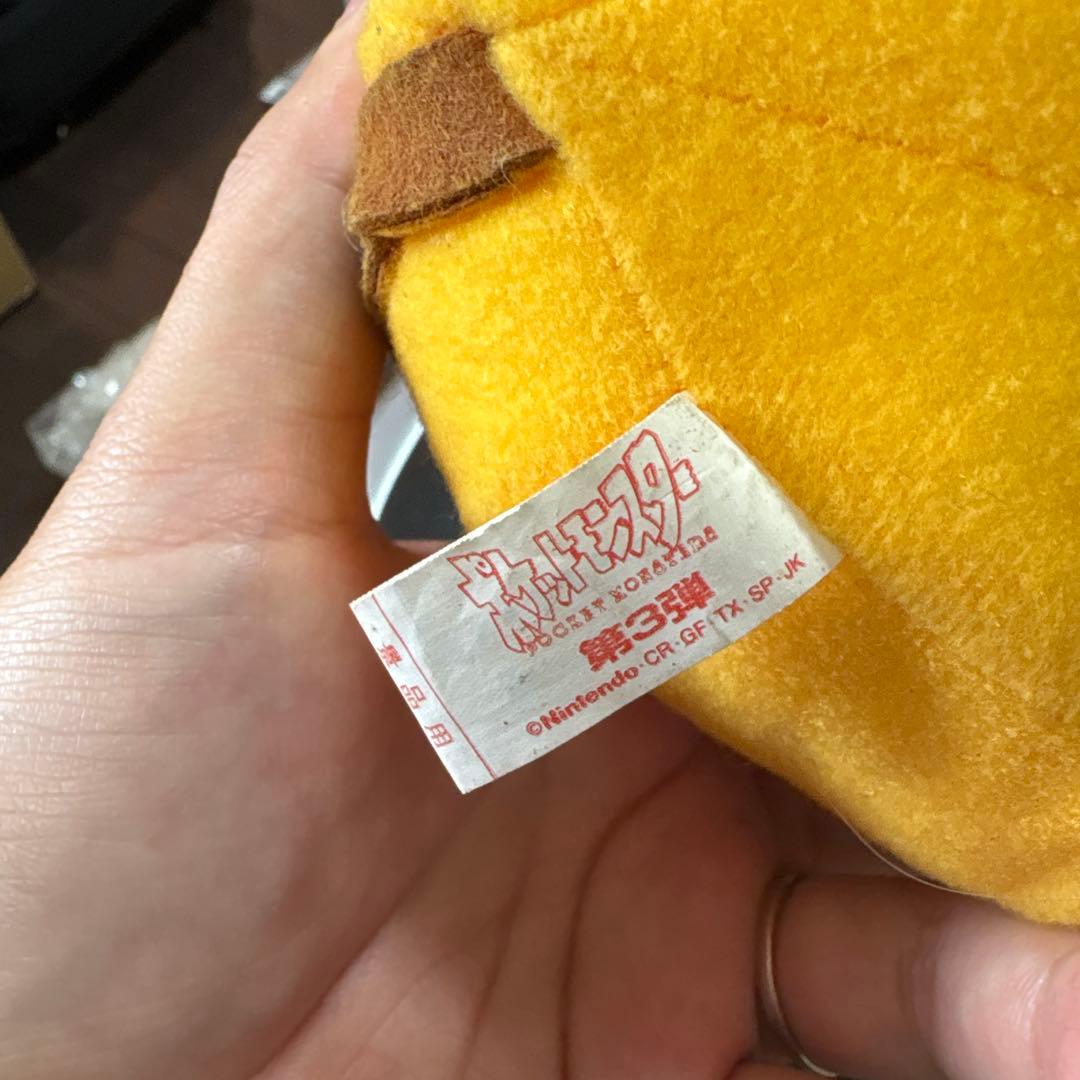 ポケットモンスター
POCKET MONSTERS
第3弾
©Nintendo・CR・GF・TX・SP・JK
景品用